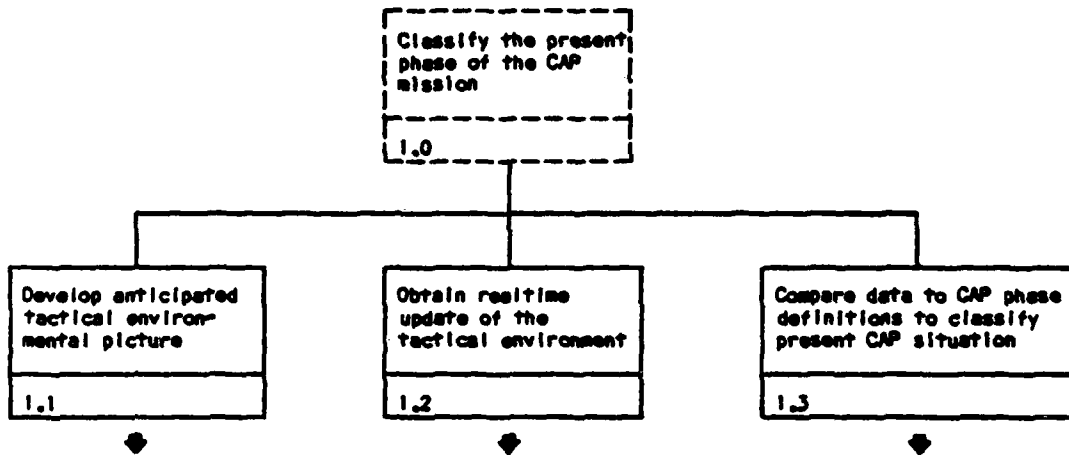 Classify the present
phase of the CAP
mission
1.0
Develop anticipated
tactical environ-
mental picture
1.1
Obtain realtime
update of the
tactical environment
1.2
Compare data to CAP phase
definitions to classify
present CAP situation
1.3